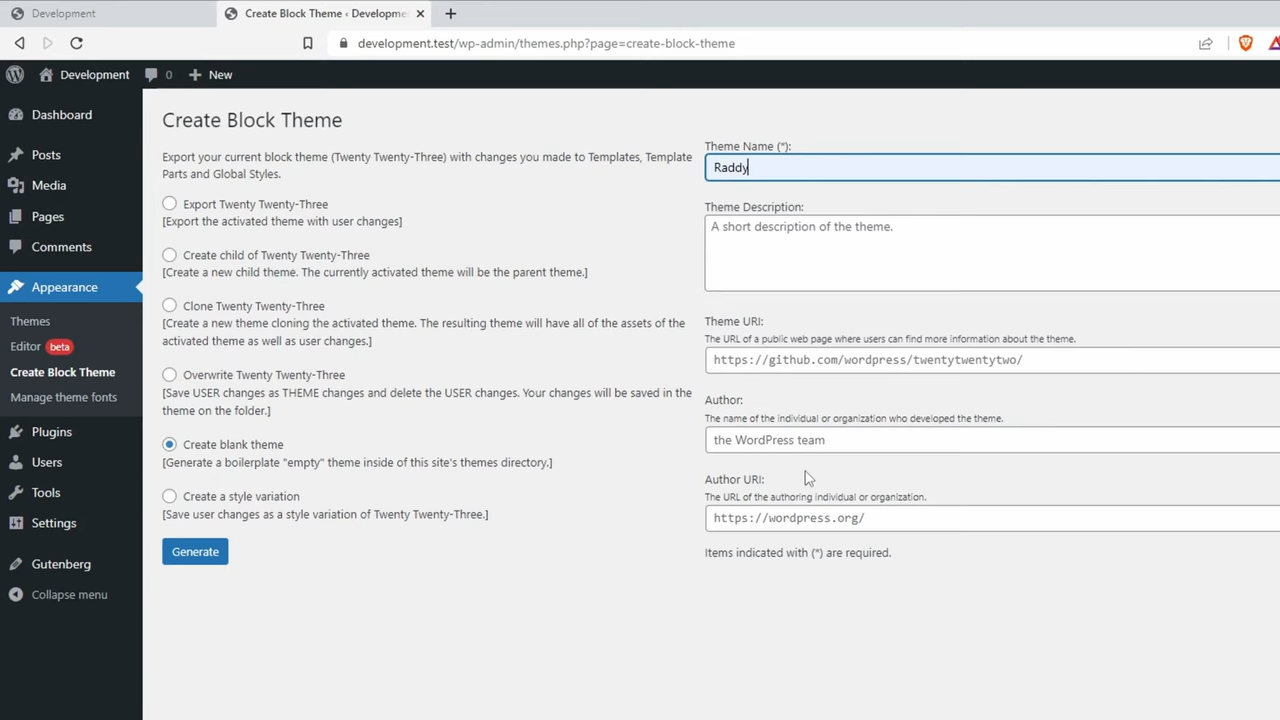 Development
Create Block Theme ‹ Developme
development.test/wp-admin/themes.php?page=create-block-theme
Development 0 New
Dashboard
Posts
Media
Pages
Comments
Appearance
Themes
Editor beta
Create Block Theme
Manage theme fonts
Plugins
Users
Tools
Settings
Gutenberg
Collapse menu
Create Block Theme
Export your current block theme (Twenty Twenty-Three) with changes you made to Templates, Template
Parts and Global Styles.
Export Twenty Twenty-Three
[Export the activated theme with user changes]
Create child of Twenty Twenty-Three
[Create a new child theme. The currently activated theme will be the parent theme.]
Clone Twenty Twenty-Three
[Create a new theme cloning the activated theme. The resulting theme will have all of the assets of the
activated theme as well as user changes.]
Overwrite Twenty Twenty-Three
[Save USER changes as THEME changes and delete the USER changes. Your changes will be saved in the
theme on the folder.]
Create blank theme
[Generate a boilerplate "empty" theme inside of this site's themes directory.]
Create a style variation
[Save user changes as a style variation of Twenty Twenty-Three.]
Generate
Theme Name (*):
Raddy
Theme Description:
A short description of the theme.
Theme URI:
The URL of a public web page where users can find more information about the theme.
https://github.com/wordpress/twentytwentytwo/
Author:
The name of the individual or organization who developed the theme.
the WordPress team
Author URI:
The URL of the authoring individual or organization.
https://wordpress.org/
Items indicated with (*) are required.